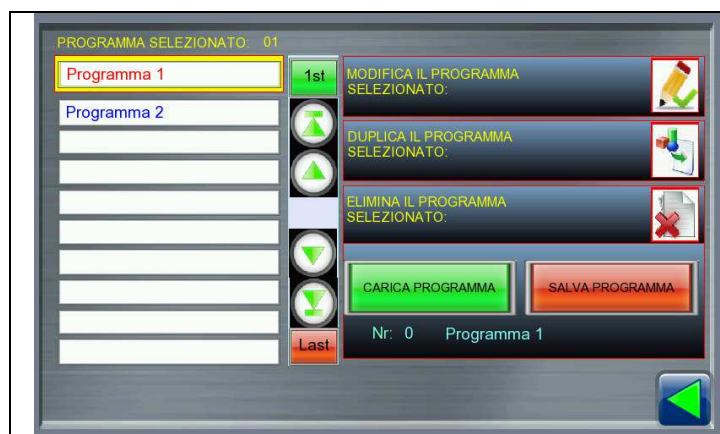 PROGRAMMA SELEZIONATO: 01
Programma 1
Programma 2
1st
Last
MODIFICA IL PROGRAMMA
SELEZIONATO:
DUPLICA IL PROGRAMMA
SELEZIONATO:
ELIMINA IL PROGRAMMA
SELEZIONATO:
CARICA PROGRAMMA
SALVA PROGRAMMA
Nr: 0 Programma 1